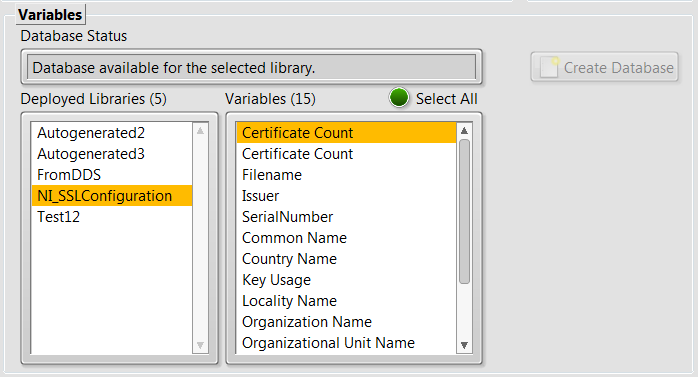 Variables
Database Status
Database available for the selected library.
Create Database
Deployed Libraries (5)
Variables (15)
Select All
Autogenerated2
Autogenerated3
FromDDS
NI_SSLConfiguration
Test12
Certificate Count
Certificate Count
Filename
Issuer
SerialNumber
Common Name
Country Name
Key Usage
Locality Name
Organization Name
Organizational Unit Name